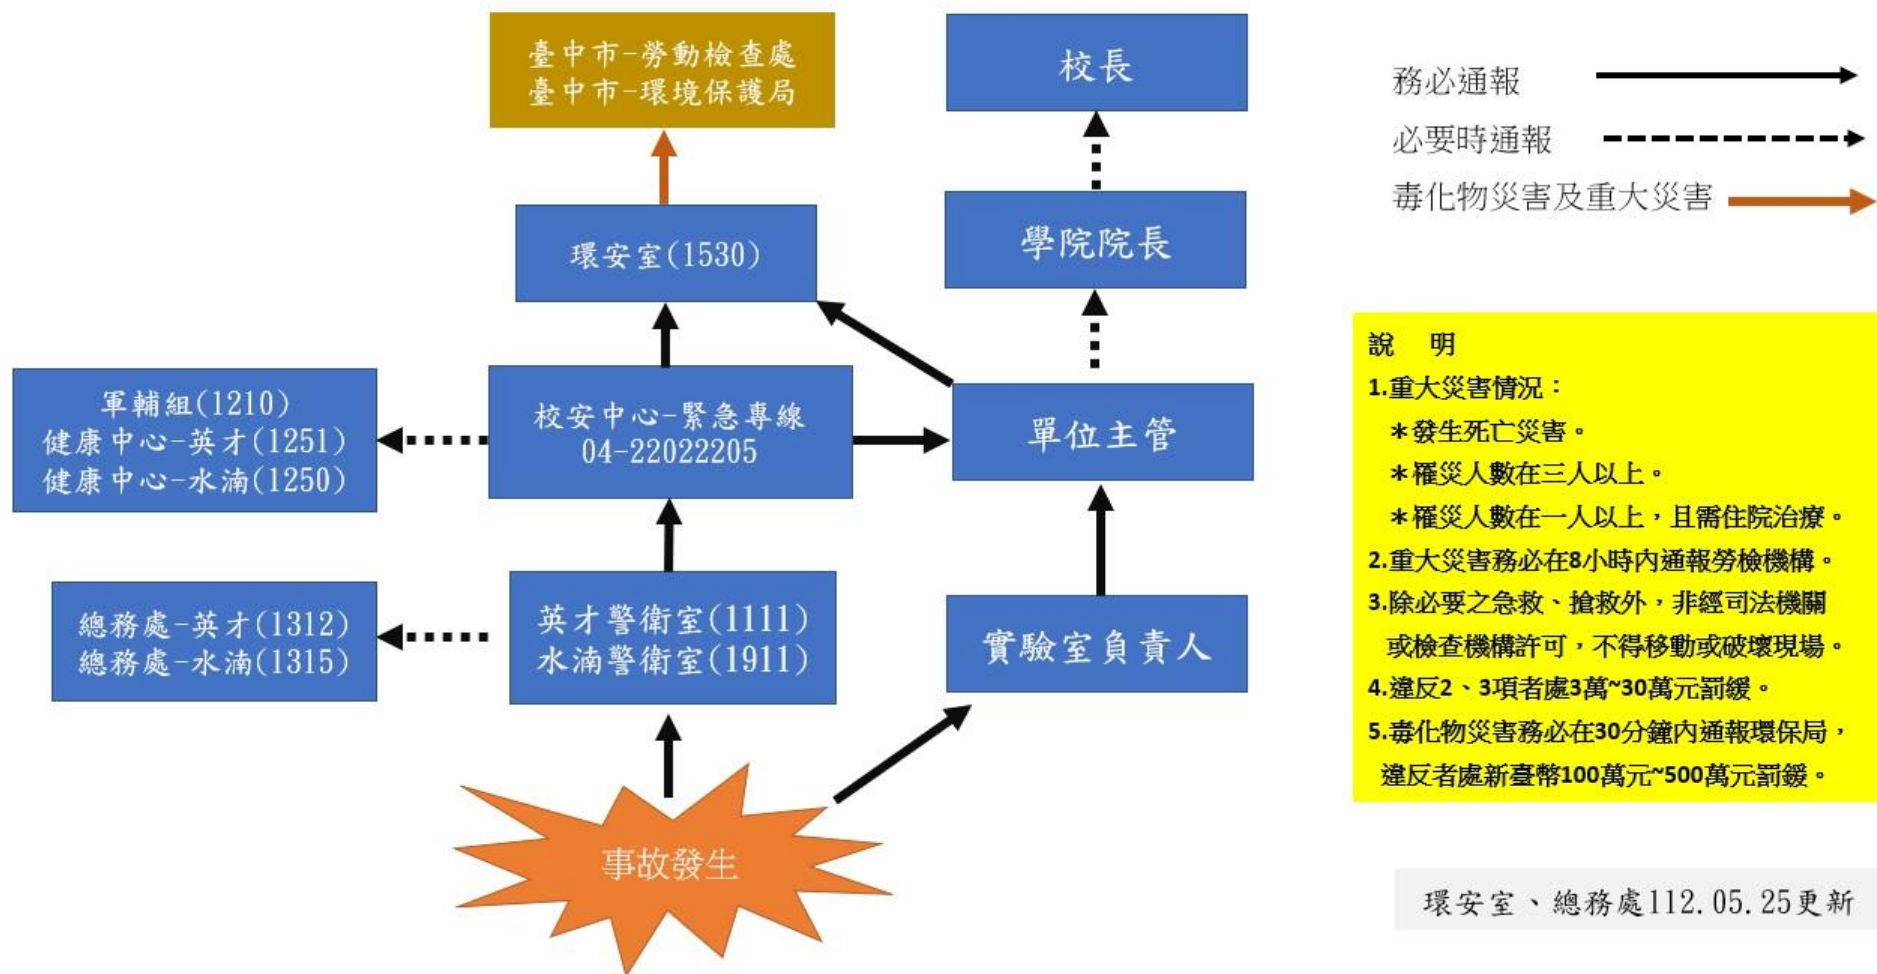 臺中市-勞動檢查處
臺中市-環境保護局
校長
務必通報
必要時通報
毒化物災害及重大災害
環安室(1530)
學院院長
軍輔組(1210)
健康中心-英才(1251)
健康中心-水湳(1250)
校安中心-緊急專線
04-22022205
單位主管
總務處-英才(1312)
總務處-水湳(1315)
英才警衛室(1111)
水湳警衛室(1911)
實驗室負責人
事故發生
說 明
1.重大災害情況：
＊發生死亡災害。
＊罹災人數在三人以上。
＊罹災人數在一人以上，且需住院治療。
2.重大災害務必在8小時內通報勞檢機構。
3.除必要之急救、搶救外，非經司法機關
或檢查機構許可，不得移動或破壞現場。
4.違反2、3項者處3萬~30萬元罰鍰。
5.毒化物災害務必在30分鐘內通報環保局，
違反者處新臺幣100萬元~500萬元罰鍰。
環安室、總務處112.05.25更新